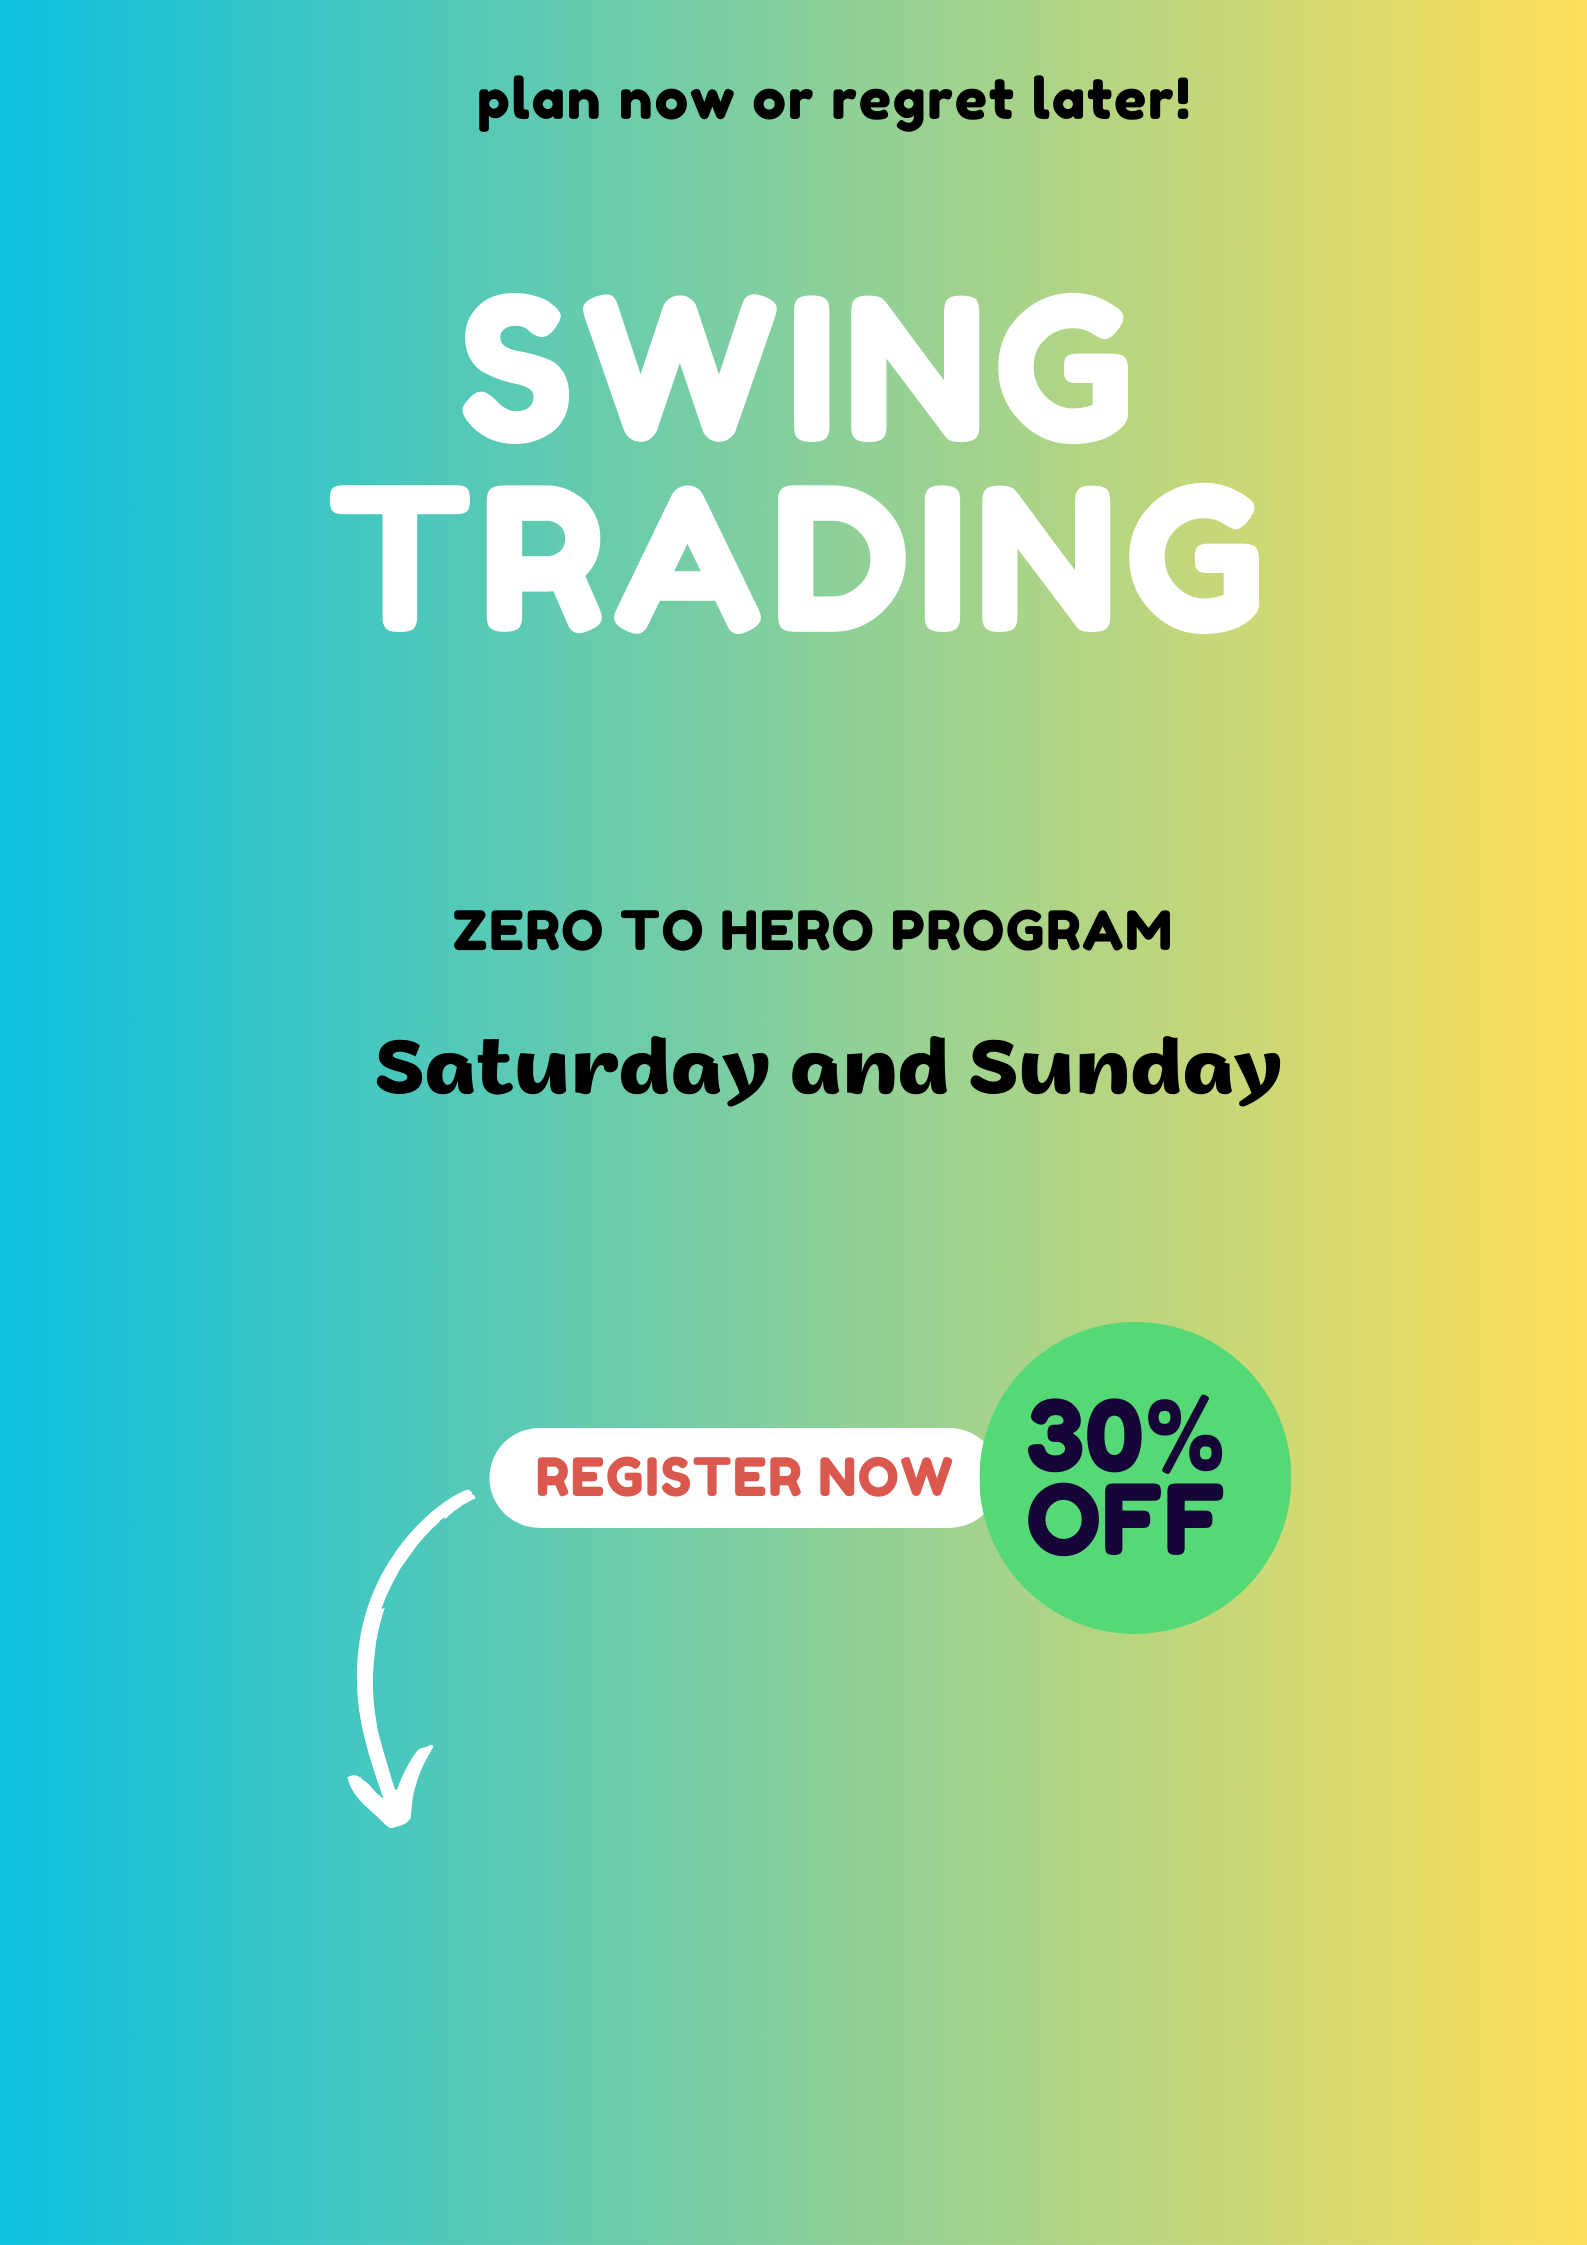 plan now or regret later!
SWING
TRADING
ZERO TO HERO PROGRAM
Saturday and Sunday
REGISTER NOW
30%
OFF